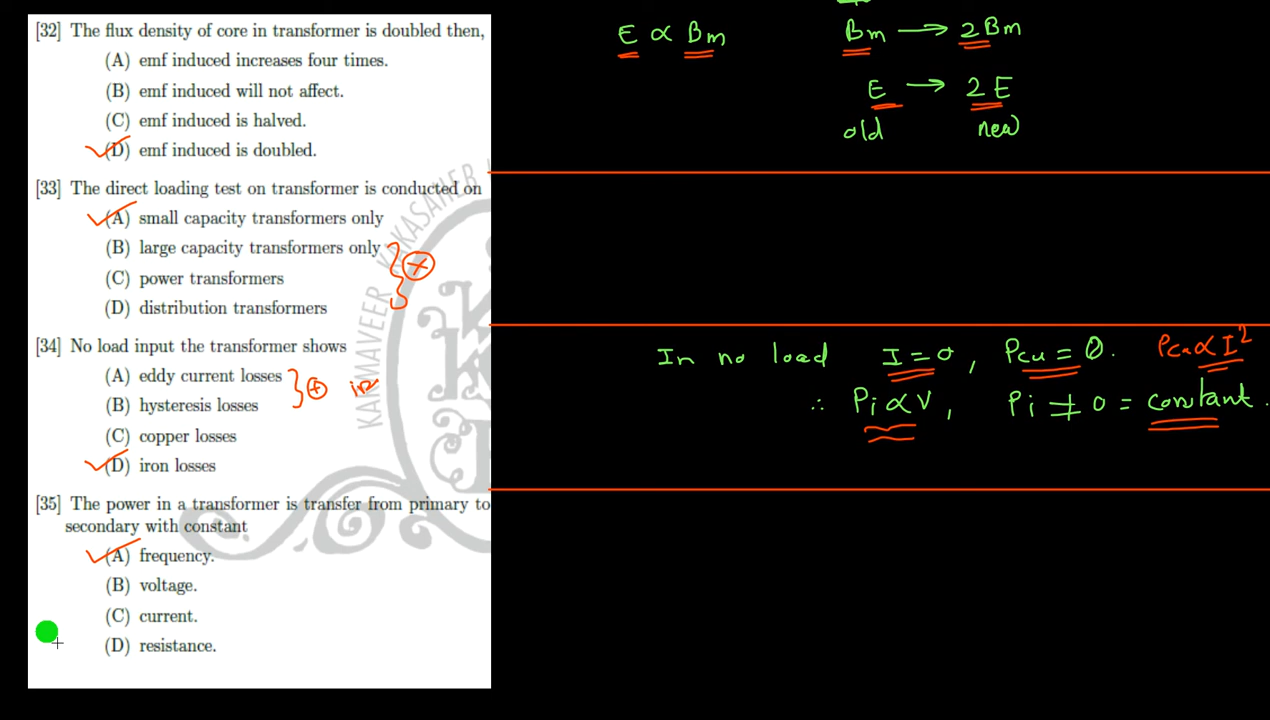 [32] The flux density of core in transformer is doubled then,
(A) emf induced increases four times.
(B) emf induced will not affect.
(C) emf induced is halved.
(D) emf induced is doubled.
[33] The direct loading test on transformer is conducted on
(A) small capacity transformers only
(B) large capacity transformers only
(C) power transformers
(D) distribution transformers
[34] No load input the transformer shows
(A) eddy current losses
(B) hysteresis losses
(C) copper losses
(D) iron losses
[35] The power in a transformer is transfer from primary to
secondary with constant
(A) frequency.
(B) voltage.
(C) current.
(D) resistance.
KARMAVEER KAKASAHEB
E ∝ Bm Bm → 2Bm
E → 2E
old new
In no load I = 0, Pcu = 0. Pcu ∝ I²
∴ Pi ∝ V, Pi ≠ 0 = constant.